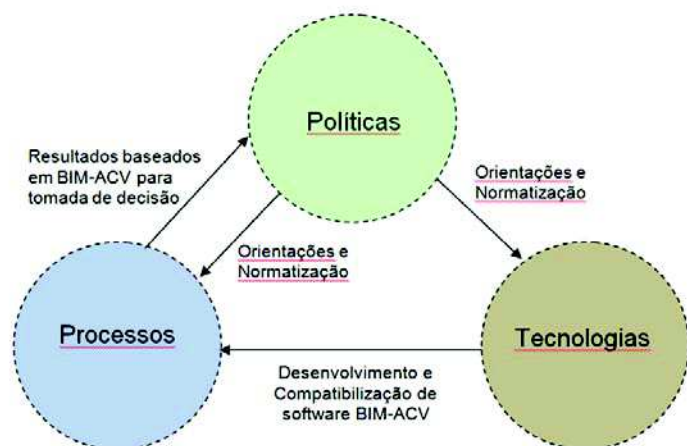 Políticas
Resultados baseados
em BIM-ACV para
tomada de decisão
Orientações e
Normatização
Orientações e
Normatização
Processos
Tecnologias
Desenvolvimento e
Compatibilização de
software BIM-ACV